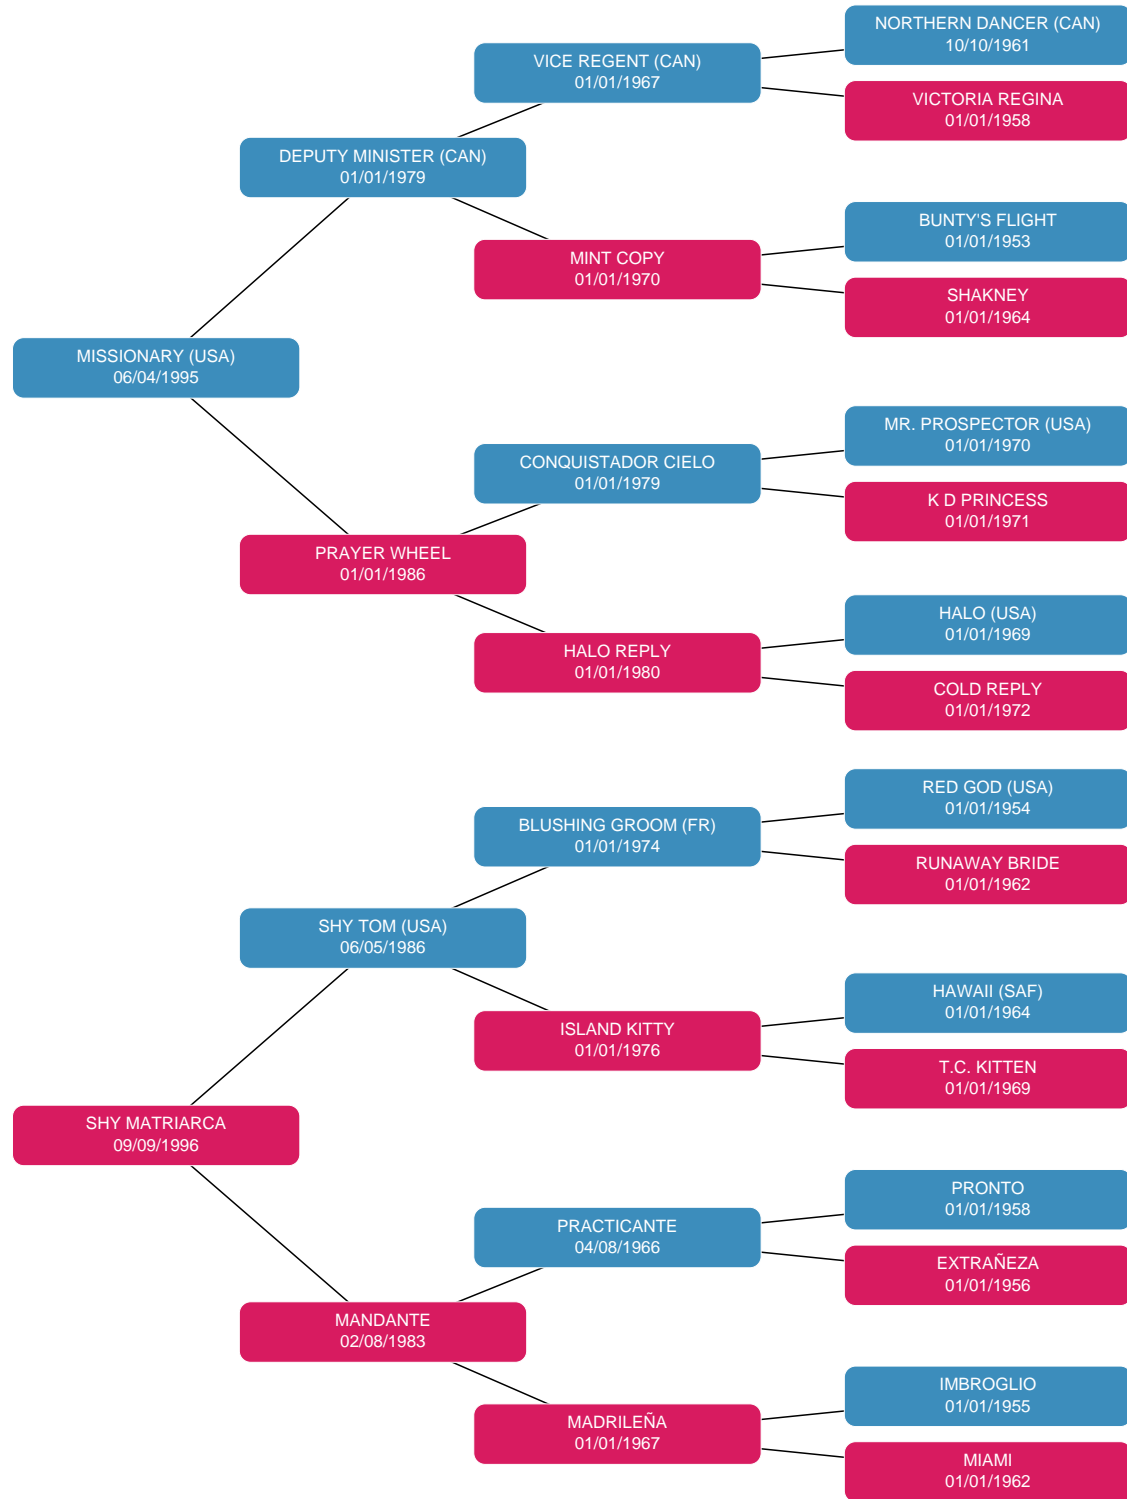 NORTHERN DANCER (CAN)
10/10/1961
VICE REGENT (CAN)
01/01/1967
VICTORIA REGINA
01/01/1958
DEPUTY MINISTER (CAN)
01/01/1979
BUNTY'S FLIGHT
01/01/1953
MINT COPY
01/01/1970
SHAKNEY
01/01/1964
MISSIONARY (USA)
06/04/1995
MR. PROSPECTOR (USA)
01/01/1970
CONQUISTADOR CIELO
01/01/1979
K D PRINCESS
01/01/1971
PRAYER WHEEL
01/01/1986
HALO (USA)
01/01/1969
HALO REPLY
01/01/1980
COLD REPLY
01/01/1972
RED GOD (USA)
01/01/1954
BLUSHING GROOM (FR)
01/01/1974
RUNAWAY BRIDE
01/01/1962
SHY TOM (USA)
06/05/1986
HAWAII (SAF)
01/01/1964
ISLAND KITTY
01/01/1976
T.C. KITTEN
01/01/1969
SHY MATRIARCA
09/09/1996
PRONTO
01/01/1958
PRACTICANTE
04/08/1966
EXTRAÑEZA
01/01/1956
MANDANTE
02/08/1983
IMBROGLIO
01/01/1955
MADRILEÑA
01/01/1967
MIAMI
01/01/1962